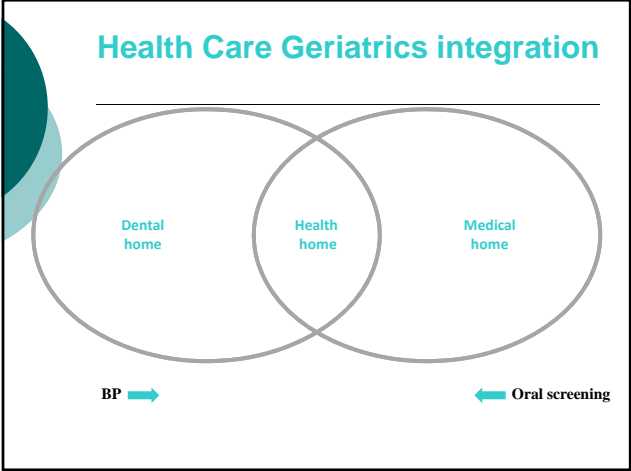 Health Care Geriatrics integration
Dental
home
Health
home
Medical
home
BP
Oral screening